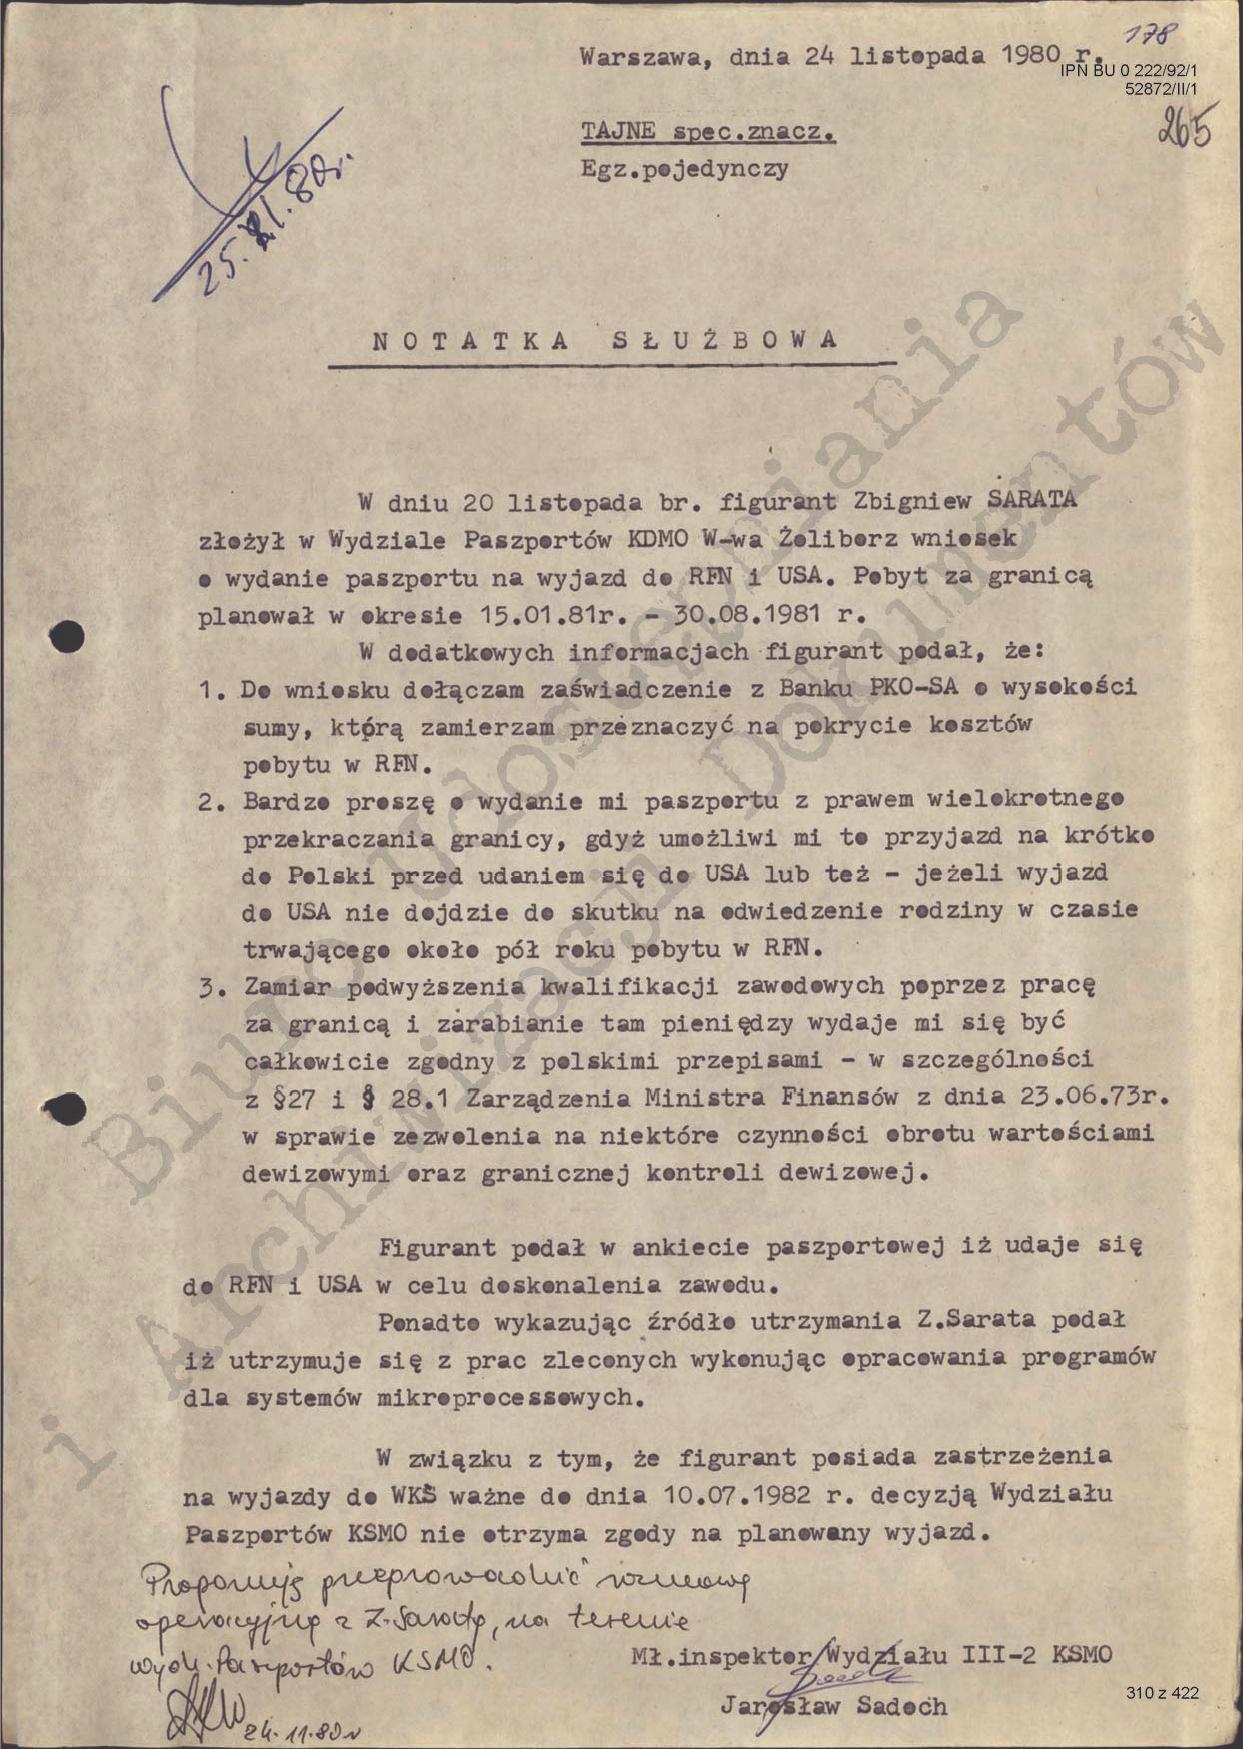 178
Warszawa, dnia 24 listopada 1980 r.
IPN BU 0 222/92/1
52872/II/1
265
TAJNE spec.znacz.
Egz.pojedynczy
25.XI.80r.
NOTATKA SŁUŻBOWA
W dniu 20 listopada br. figurant Zbigniew SARATA
złożył w Wydziale Paszportów KDMO W-wa Żoliborz wniosek
o wydanie paszportu na wyjazd do RFN i USA. Pobyt za granicą
planował w okresie 15.01.81r. - 30.08.1981 r.
W dodatkowych informacjach figurant podał, że:
1. Do wniosku dołączam zaświadczenie z Banku PKO-SA o wysokości
sumy, którą zamierzam przeznaczyć na pokrycie kosztów
pobytu w RFN.
2. Bardzo proszę o wydanie mi paszportu z prawem wielokrotnego
przekraczania granicy, gdyż umożliwi mi to przyjazd na krótko
do Polski przed udaniem się do USA lub też - jeżeli wyjazd
do USA nie dojdzie do skutku na odwiedzenie rodziny w czasie
trwającego około pół roku pobytu w RFN.
3. Zamiar podwyższenia kwalifikacji zawodowych poprzez pracę
za granicą i zarabianie tam pieniędzy wydaje mi się być
całkowicie zgodny z polskimi przepisami - w szczególności
z §27 i § 28.1 Zarządzenia Ministra Finansów z dnia 23.06.73r.
w sprawie zezwolenia na niektóre czynności obrotu wartościami
dewizowymi oraz granicznej kontroli dewizowej.
Figurant podał w ankiecie paszportowej iż udaje się
do RFN i USA w celu doskonalenia zawodu.
Ponadto wykazując źródło utrzymania Z.Sarata podał
iż utrzymuje się z prac zleconych wykonując opracowania programów
dla systemów mikroprocessowych.
W związku z tym, że figurant posiada zastrzeżenia
na wyjazdy do WKS ważne do dnia 10.07.1982 r. decyzją Wydziału
Paszportów KSMO nie otrzyma zgody na planowany wyjazd.
Proponuję przeprowadzić rozmowę
operacyjną z Z. Saratą, na terenie
wydz. Paszportów KSMO.
24.11.80r
Mł.inspektor Wydziału III-2 KSMO
Jarosław Sadoch
310 z 422
Biuro Udostępniania
i Archiwizacji Dokumentów